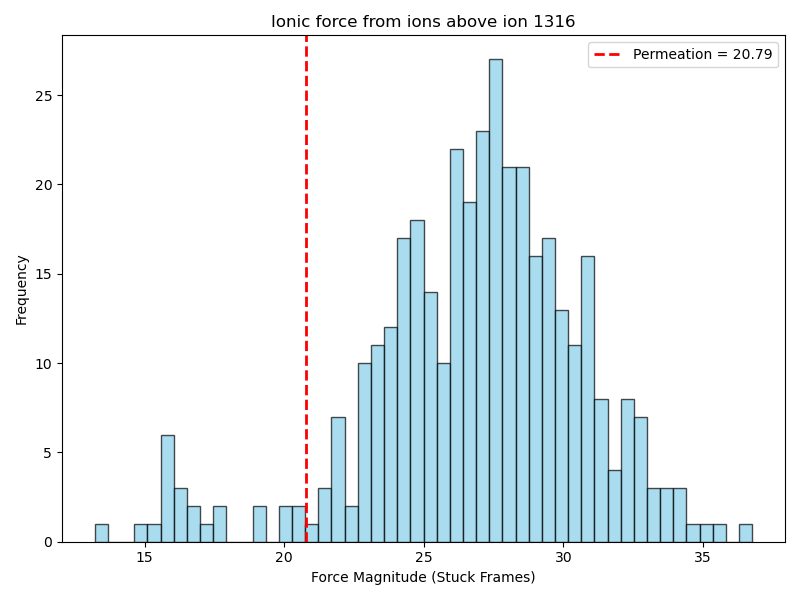 Ionic force from ions above ion 1316
Permeation = 20.79
Frequency
25
20
15
10
5
0
15
20
25
30
35
Force Magnitude (Stuck Frames)